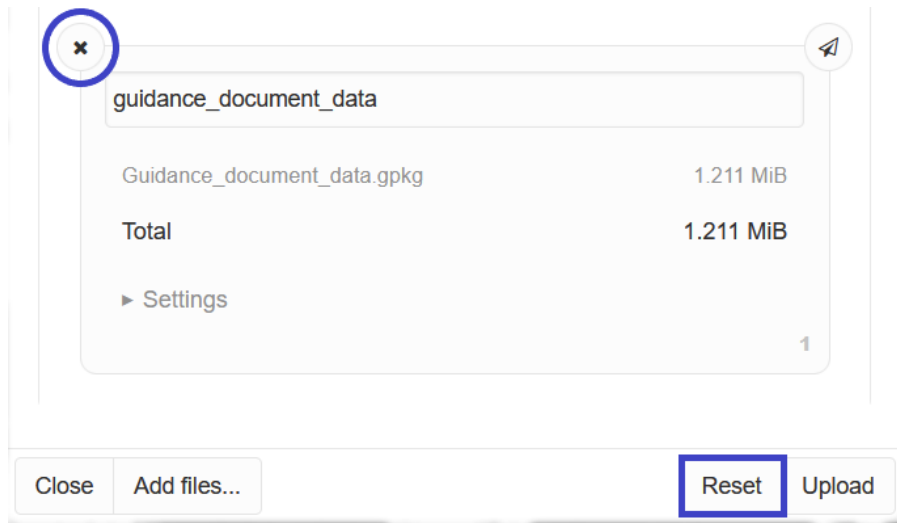 guidance_document_data
Guidance_document_data.gpkg 1.211 MiB
Total 1.211 MiB
Settings
1
Close Add files... Reset Upload